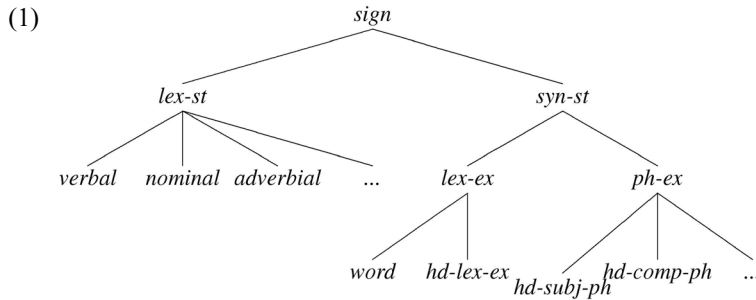 (1) sign
lex-st syn-st
verbal nominal adverbial ... lex-ex ph-ex
word hd-lex-ex hd-subj-ph hd-comp-ph ...